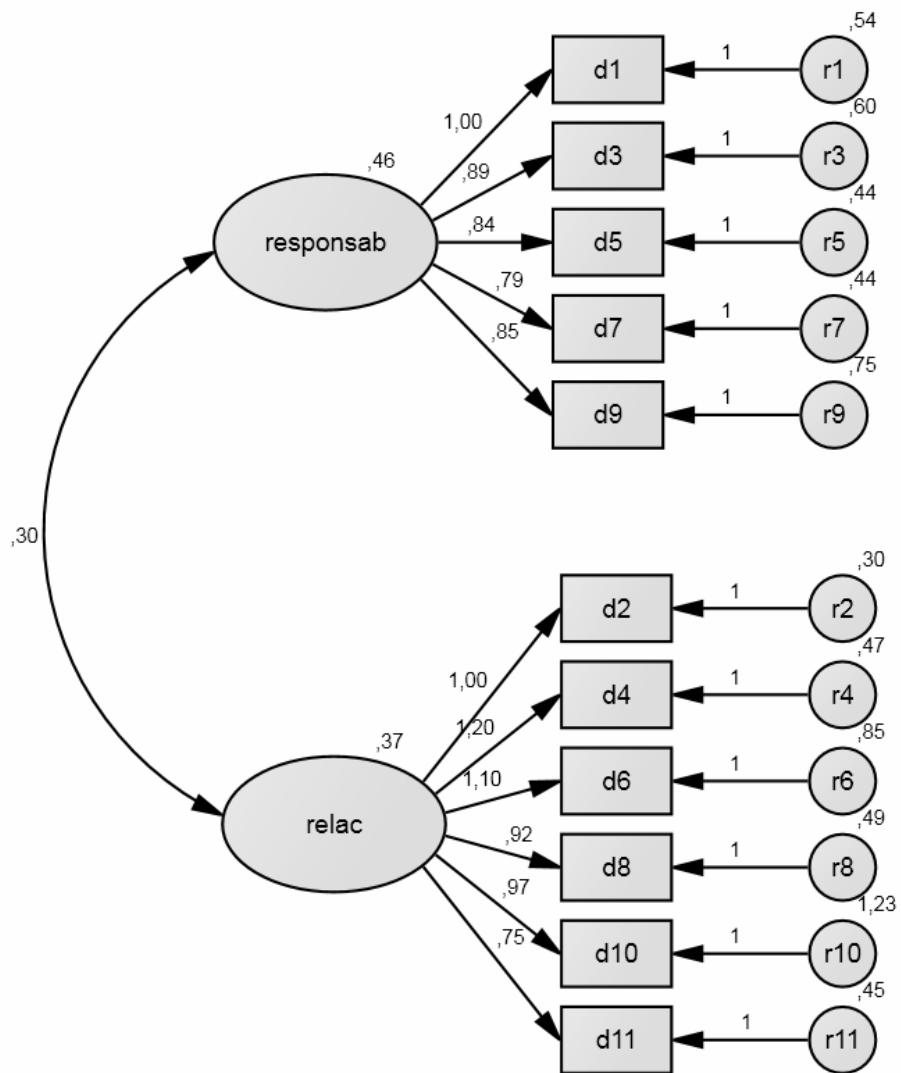 ,54
d1
1
r1
1,00
,60
d3
1
r3
,46
,89
,44
responsab
,84
d5
1
r5
,79
,44
d7
1
r7
,85
,75
d9
1
r9
,30
,30
d2
1
r2
,47
1,00
d4
1
r4
1,20
,85
,37
1,10
d6
1
r6
,49
relac
,92
d8
1
r8
,97
1,23
d10
1
r10
,75
,45
d11
1
r11